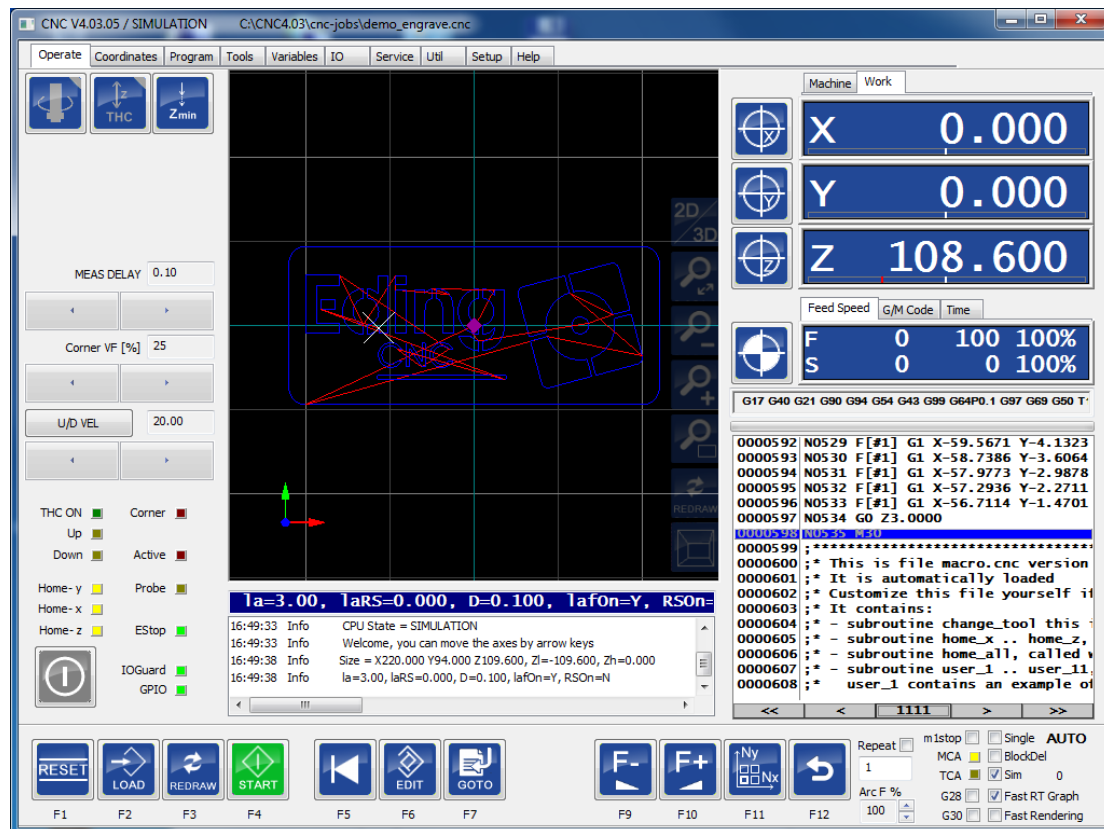 CNC V4.03.05 / SIMULATION C:\CNC4.03\cnc-jobs\demo_engrave.cnc
Operate Coordinates Program Tools Variables IO Service Util Setup Help
Z THC Zmin
MEAS DELAY 0.10
Corner VF [%] 25
U/D VEL 20.00
THC ON Corner
Up
Down Active
Home- y Probe
Home- x
Home- z EStop
IOGuard
GPIO
Eding
CNC
2D/3D
REDRAW
la=3.00, laRS=0.000, D=0.100, lafOn=Y, RSOn=
16:49:33 Info CPU State = SIMULATION
16:49:33 Info Welcome, you can move the axes by arrow keys
16:49:38 Info Size = X220.000 Y94.000 Z109.600, Zl=-109.600, Zh=0.000
16:49:38 Info la=3.00, laRS=0.000, D=0.100, lafOn=Y, RSOn=N
Machine Work
X X 0.000
Y Y 0.000
Z Z 108.600
Feed Speed G/M Code Time
F 0 100 100%
S 0 0 100%
G17 G40 G21 G90 G94 G54 G43 G99 G64P0.1 G97 G69 G50 T
0000592 N0529 F[#1] G1 X-59.5671 Y-4.1323
0000593 N0530 F[#1] G1 X-58.7386 Y-3.6064
0000594 N0531 F[#1] G1 X-57.9773 Y-2.9878
0000595 N0532 F[#1] G1 X-57.2936 Y-2.2711
0000596 N0533 F[#1] G1 X-56.7114 Y-1.4701
0000597 N0534 G0 Z3.0000
0000598 N0535 M30
0000599 ;***********************************
0000600 ;* This is file macro.cnc version
0000601 ;* It is automatically loaded
0000602 ;* Customize this file yourself if
0000603 ;* It contains:
0000604 ;* - subroutine change_tool this i
0000605 ;* - subroutine home_x .. home_z,
0000606 ;* - subroutine home_all, called w
0000607 ;* - subroutine user_1 .. user_11,
0000608 ;* user_1 contains an example of
<< < 1111 > >>
RESET LOAD REDRAW START EDIT GOTO F- F+ Ny Nx
F1 F2 F3 F4 F5 F6 F7 F9 F10 F11 F12
Repeat
1
Arc F %
100
m1stop Single AUTO
MCA BlockDel
TCA Sim 0
G28 Fast RT Graph
G30 Fast Rendering